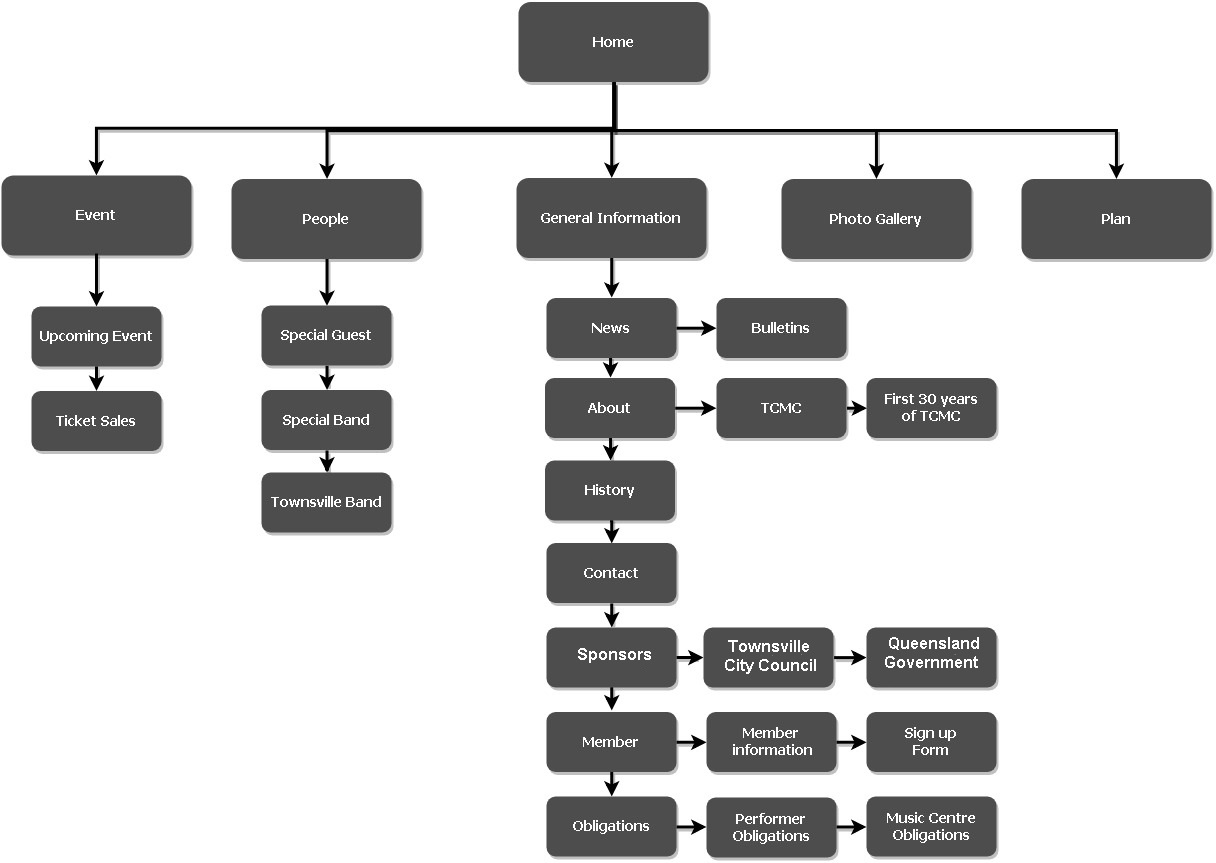 Home
Event
People
General Information
Photo Gallery
Plan
Upcoming Event
Ticket Sales
Special Guest
Special Band
Townsville Band
News
Bulletins
About
TCMC
First 30 years
of TCMC
History
Contact
Sponsors
Townsville
City Council
Queensland
Government
Member
Member
information
Sign up
Form
Obligations
Performer
Obligations
Music Centre
Obligations